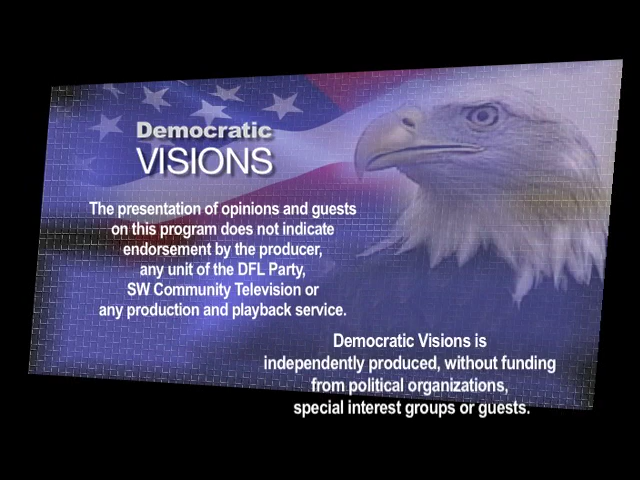 Democratic
VISIONS
The presentation of opinions and guests
on this program does not indicate
endorsement by the producer,
any unit of the DFL Party,
SW Community Television or
any production and playback service.
Democratic Visions is
independently produced, without funding
from political organizations,
special interest groups or guests.